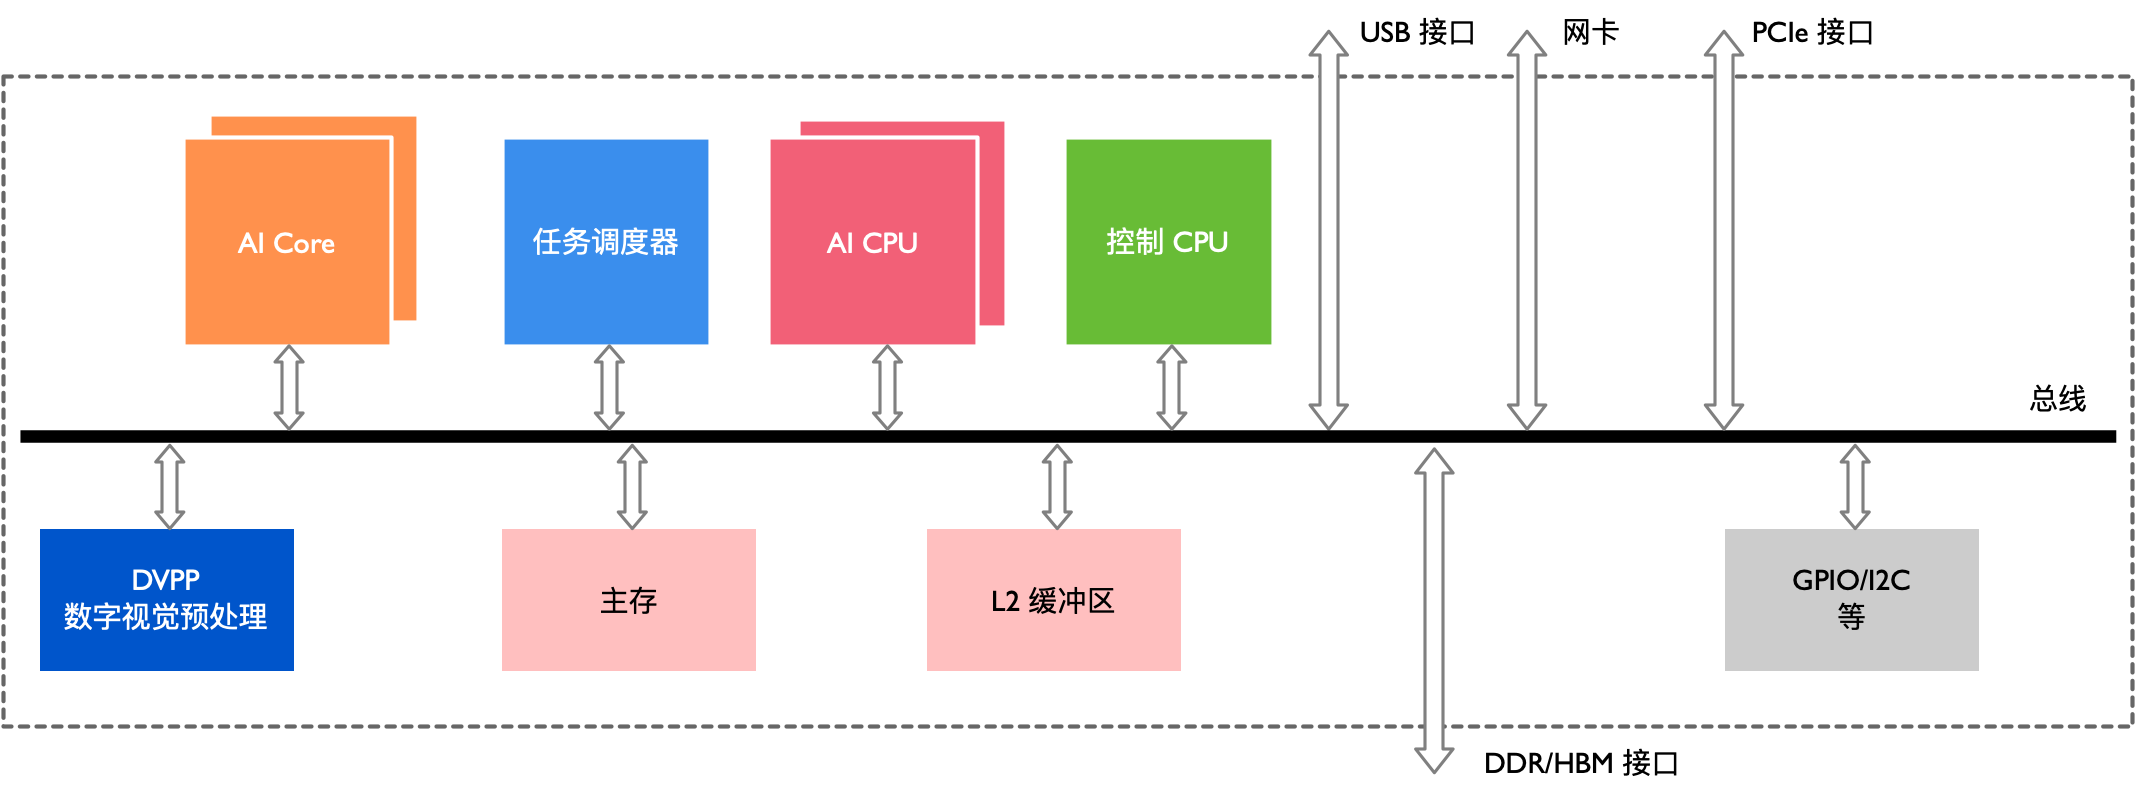 USB 接口
网卡
PCIe 接口
AI Core
任务调度器
AI CPU
控制 CPU
总线
DVPP
数字视觉预处理
主存
L2 缓冲区
GPIO/I2C
等
DDR/HBM 接口